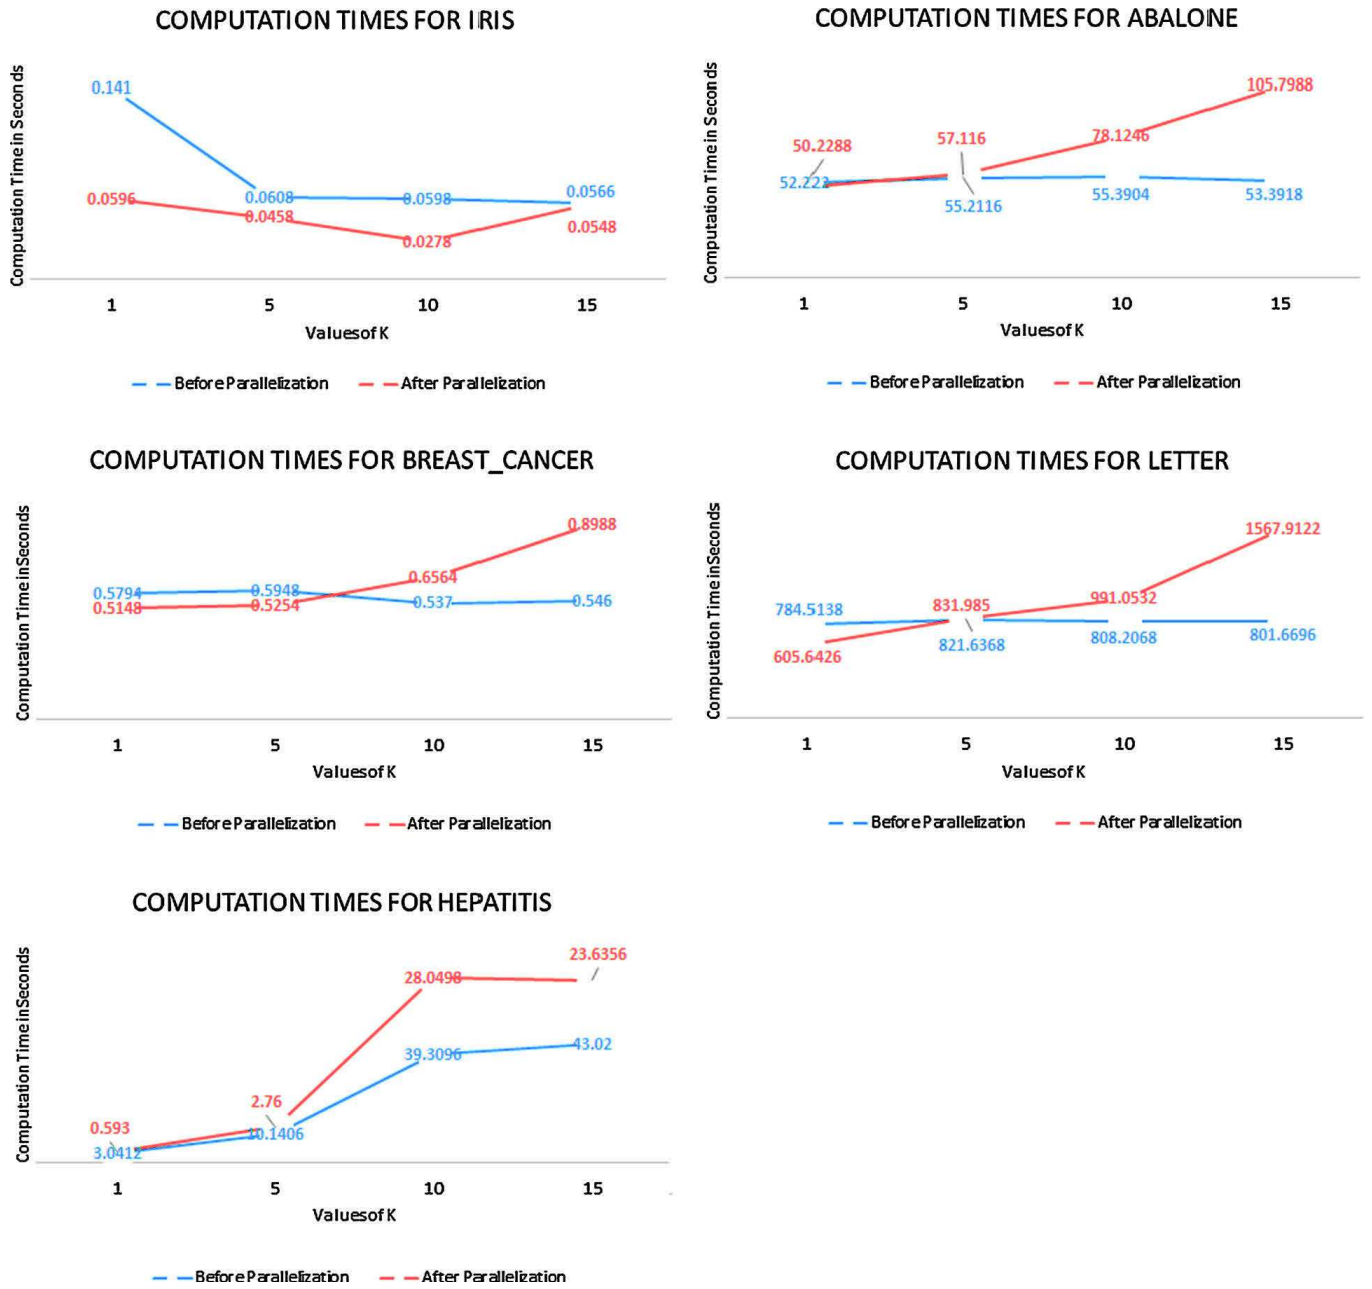 COMPUTATION TIMES FOR IRIS
Computation Time in Seconds
0.141
0.0608
0.0598
0.0566
0.0596
0.0458
0.0278
0.0548
1 5 10 15
Values of K
Before Parallelization After Parallelization
COMPUTATION TIMES FOR ABALONE
Computation Time in Seconds
105.7988
50.2288
57.116
78.1246
52.222
55.2116
55.3904
53.3918
1 5 10 15
Values of K
Before Parallelization After Parallelization
COMPUTATION TIMES FOR BREAST_CANCER
Computation Time in Seconds
0.8988
0.6564
0.5794
0.5948
0.537
0.546
0.5148
0.5254
1 5 10 15
Values of K
Before Parallelization After Parallelization
COMPUTATION TIMES FOR LETTER
Computation Time in Seconds
1567.9122
784.5138
831.985
991.0532
605.6426
821.6368
808.2068
801.6696
1 5 10 15
Values of K
Before Parallelization After Parallelization
COMPUTATION TIMES FOR HEPATITIS
Computation Time in Seconds
23.6356
28.0498
39.3096
43.02
2.76
10.1406
0.593
3.0412
1 5 10 15
Values of K
Before Parallelization After Parallelization